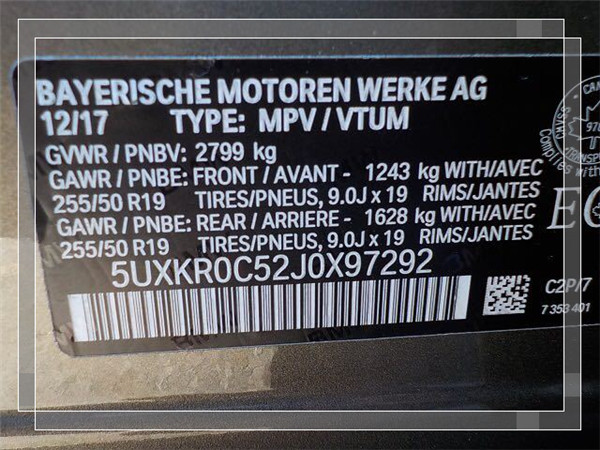 BAYERISCHE MOTOREN WERKE AG
12/17 TYPE: MPV / VTUM
GVWR / PNBV: 2799 kg
GAWR / PNBE: FRONT / AVANT - 1243 kg WITH/AVEC
255/50 R19 TIRES/PNEUS, 9.0J x 19 RIMS/JANTES
GAWR / PNBE: REAR / ARRIERE - 1628 kg WITH/AVEC
255/50 R19 TIRES/PNEUS, 9.0J x 19 RIMS/JANTES
5UXKR0C52J0X97292
C2P/7
7 353 401